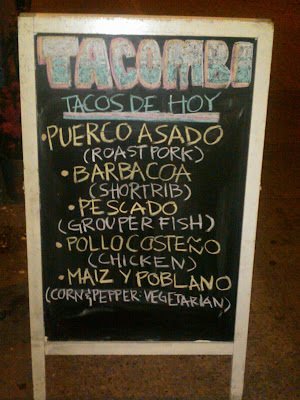 TACOMBI
TACOS DE HOY
• PUERCO ASADO
(ROAST PORK)
• BARBACOA
(SHORTRIB)
• PESCADO
(GROUPER FISH)
• POLLO COSTEÑO
(CHICKEN)
• MAIZ Y POBLANO
(CORN & PEPPER VEGETARIAN)